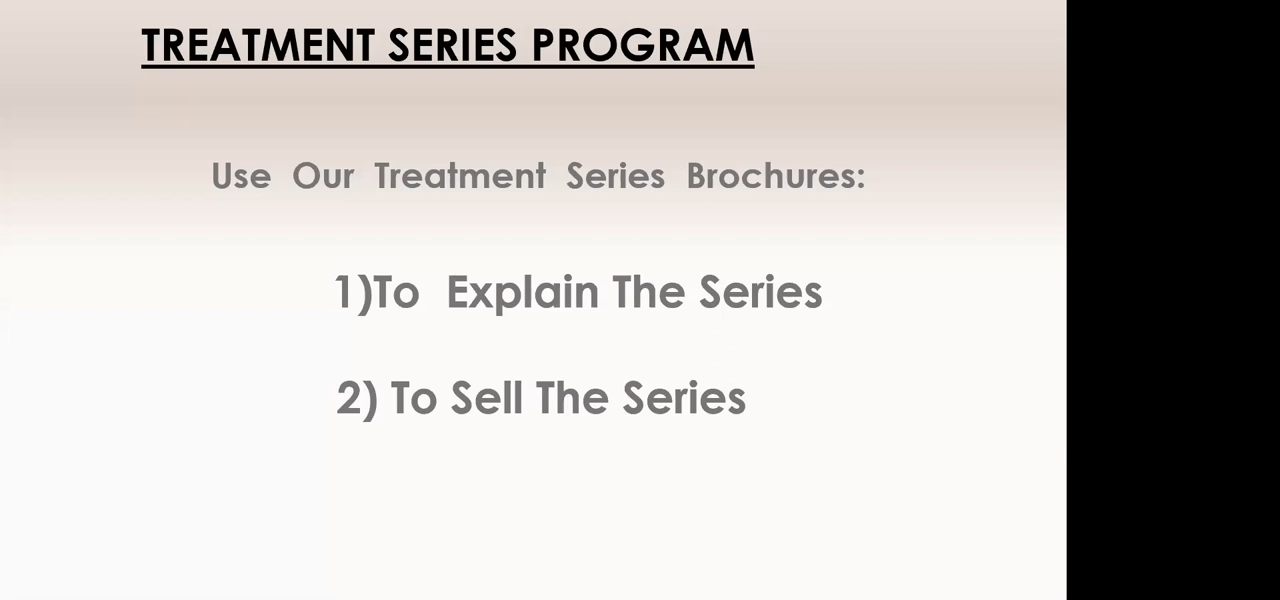 TREATMENT SERIES PROGRAM
Use Our Treatment Series Brochures:
1)To Explain The Series
2) To Sell The Series